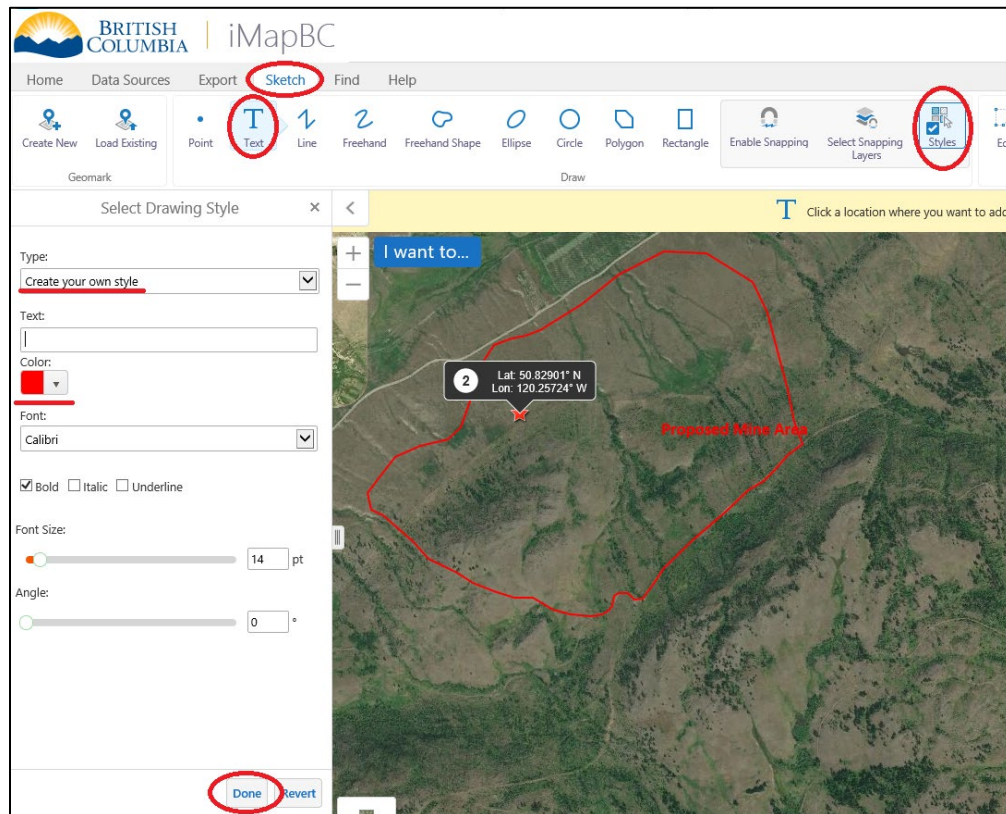 BRITISH
COLUMBIA
iMapBC
Home Data Sources Export Sketch Find Help
Create New Load Existing Point Text Line Freehand Freehand Shape Ellipse Circle Polygon Rectangle Enable Snapping Select Snapping Layers Styles
Geomark Draw
Select Drawing Style ×
T Click a location where you want to
Type:
Create your own style
Text:
Color:
Font:
Calibri
Bold Italic Underline
Font Size:
14 pt
Angle:
0 °
Done Revert
+
−
I want to...
2
Lat: 50.82901° N
Lon: 120.25724° W
Proposed Mine Area